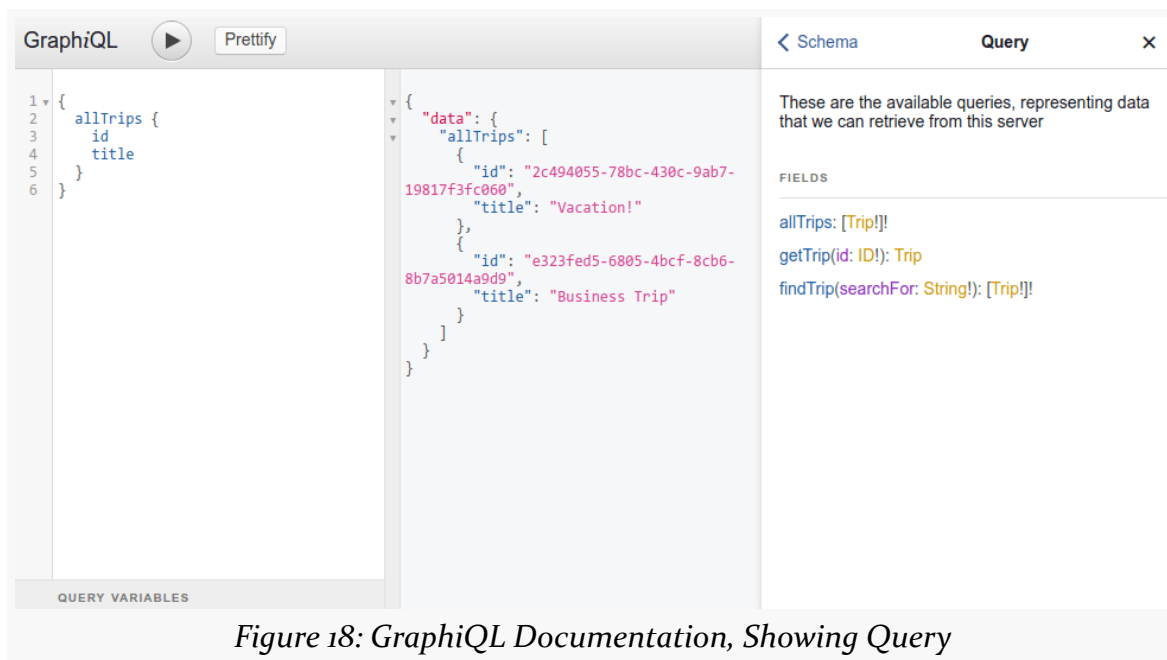 GraphiQL
Prettify
1 {
2 allTrips {
3 id
4 title
5 }
6 }
QUERY VARIABLES
{
"data": {
"allTrips": [
{
"id": "2c494055-78bc-430c-9ab7-
19817f3fc060",
"title": "Vacation!"
},
{
"id": "e323fed5-6805-4bcf-8cb6-
8b7a5014a9d9",
"title": "Business Trip"
}
]
}
}
Schema
Query
These are the available queries, representing data
that we can retrieve from this server
FIELDS
allTrips: [Trip!]!
getTrip(id: ID!): Trip
findTrip(searchFor: String!): [Trip!]!
Figure 18: GraphiQL Documentation, Showing Query